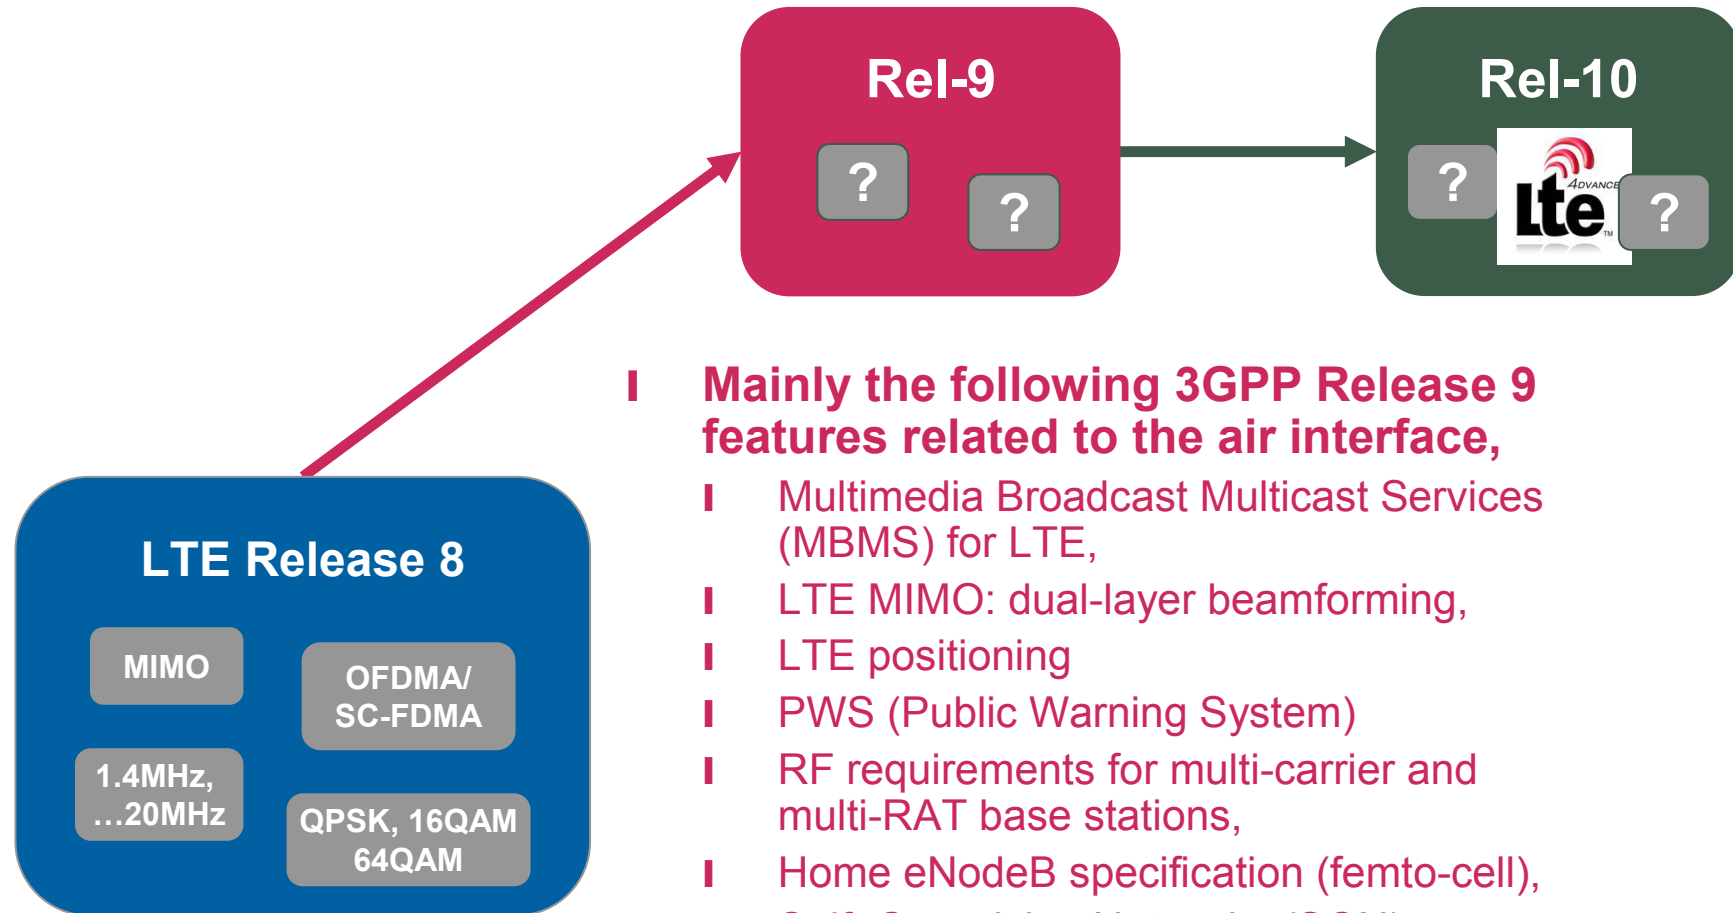 Rel-9
?
?
Rel-10
?
4DVANCE
Lte
TM
?
Mainly the following 3GPP Release 9
features related to the air interface,
Multimedia Broadcast Multicast Services
(MBMS) for LTE,
LTE MIMO: dual-layer beamforming,
LTE positioning
PWS (Public Warning System)
RF requirements for multi-carrier and
multi-RAT base stations,
Home eNodeB specification (femto-cell),
LTE Release 8
MIMO
OFDMA/
SC-FDMA
1.4MHz,
…20MHz
QPSK, 16QAM
64QAM